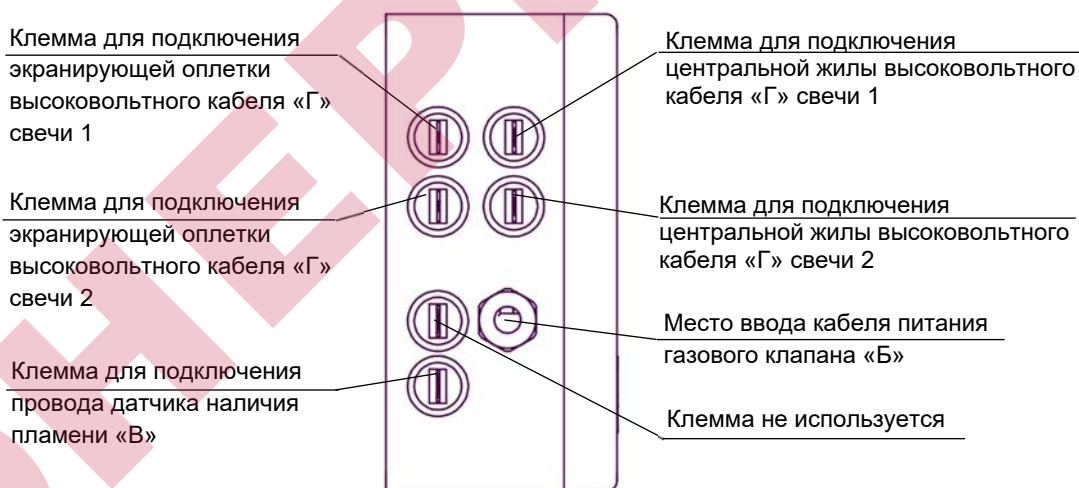 Клемма для подключения
экранирующей оплетки
высоковольтного кабеля «Г»
свечи 1
Клемма для подключения
экранирующей оплетки
высоковольтного кабеля «Г»
свечи 2
Клемма для подключения
провода датчика наличия
пламени «В»
Клемма для подключения
центральной жилы высоковольтного
кабеля «Г» свечи 1
Клемма для подключения
центральной жилы высоковольтного
кабеля «Г» свечи 2
Место ввода кабеля питания
газового клапана «Б»
Клемма не используется